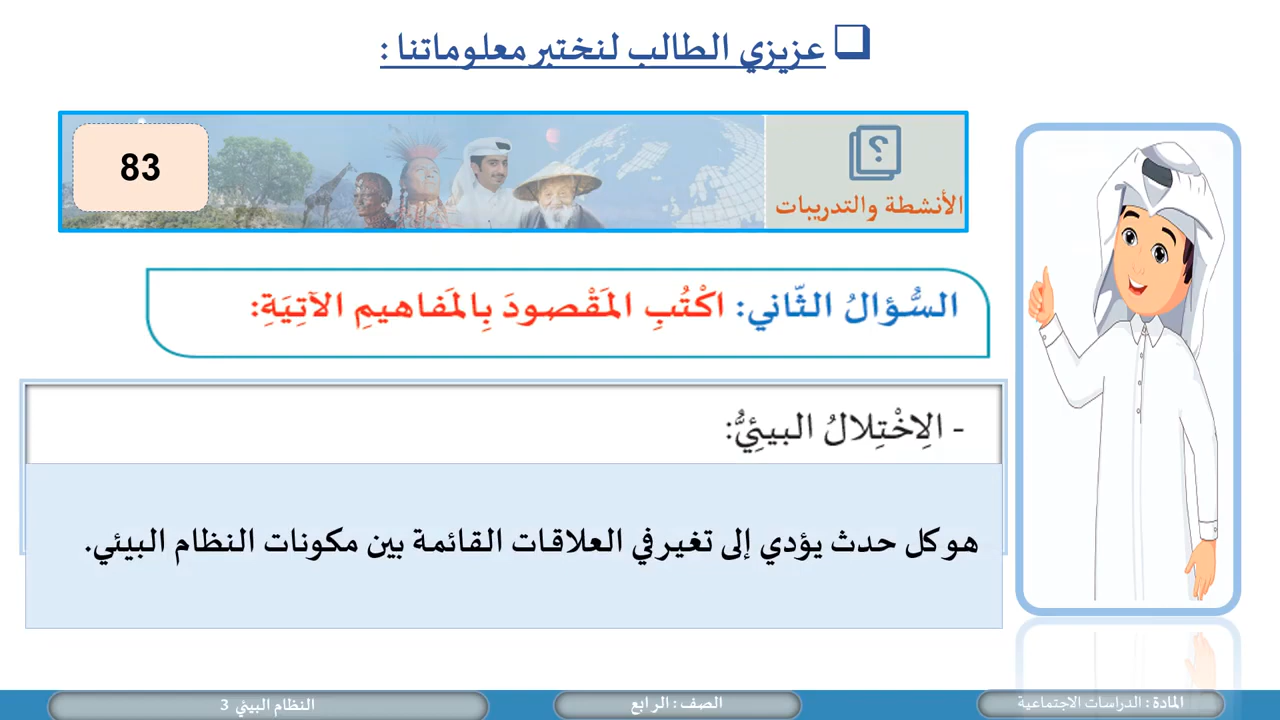 عزيزي الطالب لنختبر معلوماتنا :
83
؟
الأنشطة والتدريبات
السُّؤالُ الثّاني: اكْتُبِ المَقْصودَ بِالمَفاهيمِ الآتِيَةِ:
- الِاخْتِلالُ البيئِيُّ:
هو كل حدث يؤدي إلى تغير في العلاقات القائمة بين مكونات النظام البيئي.
المادة : الدراسات الاجتماعية
الصف : الرابع
النظام البيئي 3